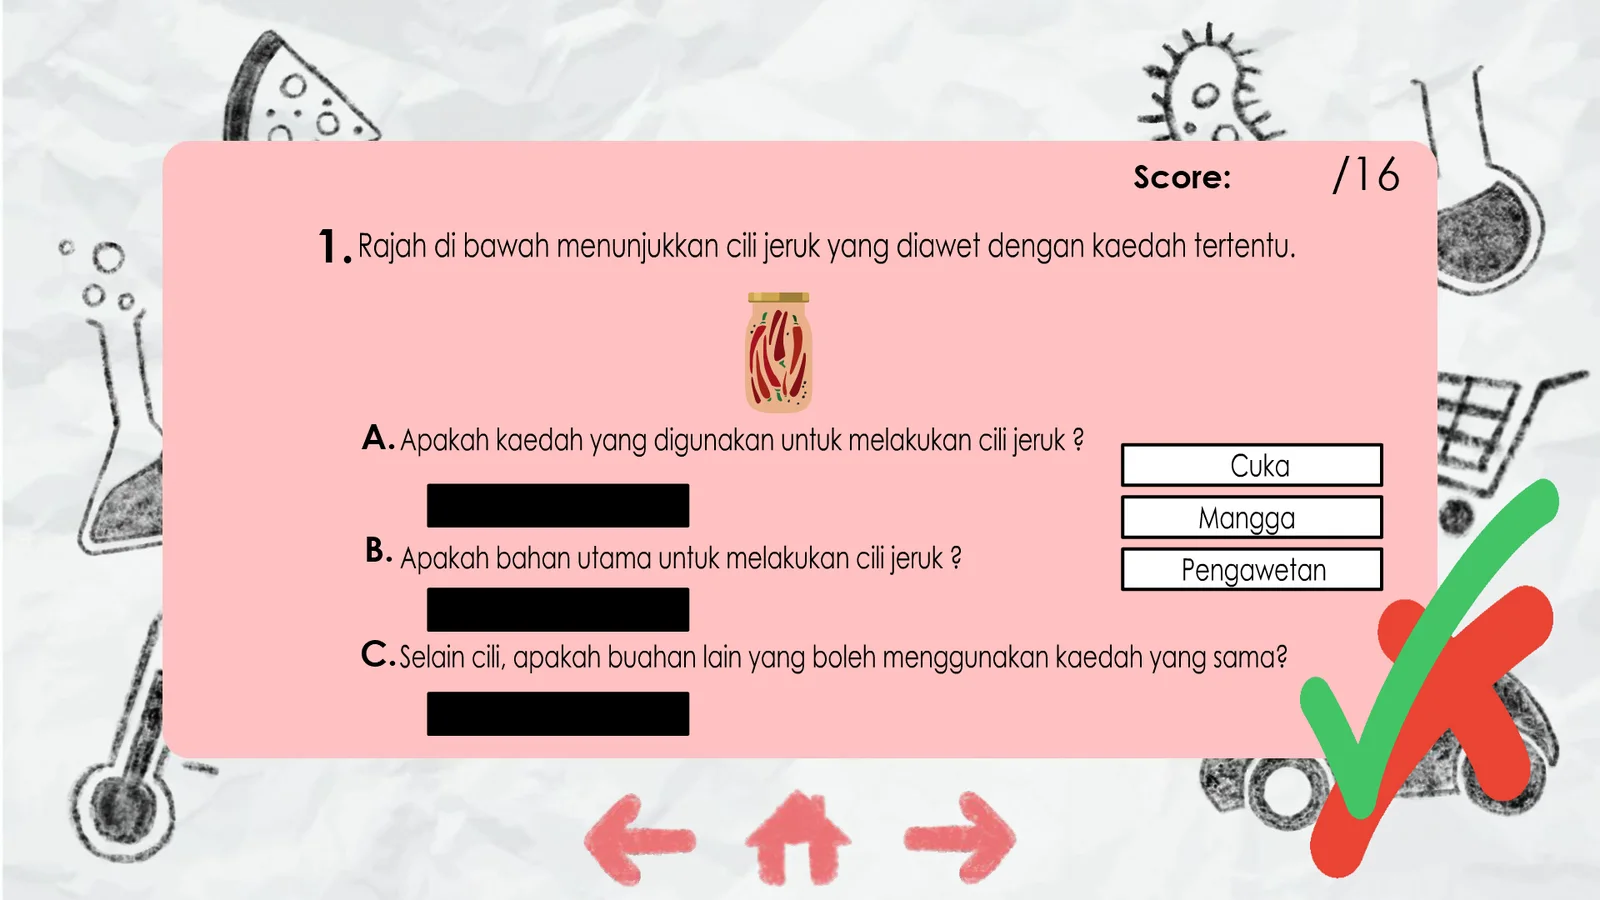 Score: /16
1. Rajah di bawah menunjukkan cili jeruk yang diawet dengan kaedah tertentu.
A. Apakah kaedah yang digunakan untuk melakukan cili jeruk ?
Cuka
Mangga
B. Apakah bahan utama untuk melakukan cili jeruk ?
Pengawetan
C. Selain cili, apakah buahan lain yang boleh menggunakan kaedah yang sama?